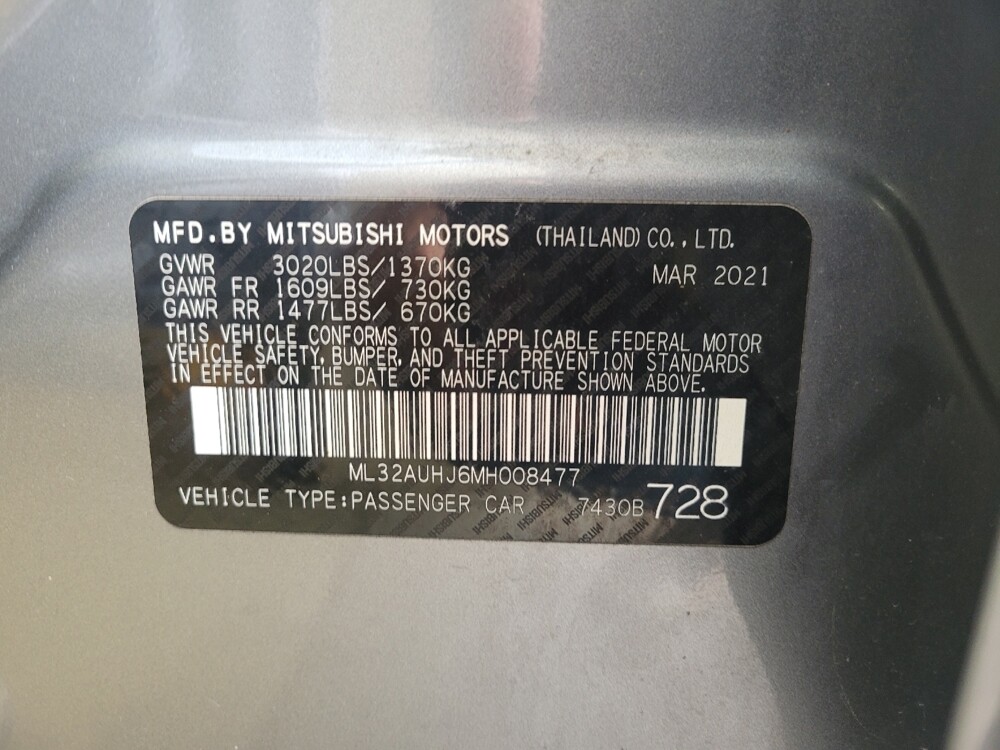 MFD.BY MITSUBISHI MOTORS (THAILAND)CO.,LTD.
GVWR 3020LBS/1370KG MAR 2021
GAWR FR 1609LBS/ 730KG
GAWR RR 1477LBS/ 670KG
THIS VEHICLE CONFORMS TO ALL APPLICABLE FEDERAL MOTOR
VEHICLE SAFETY, BUMPER, AND THEFT PREVENTION STANDARDS
IN EFFECT ON THE DATE OF MANUFACTURE SHOWN ABOVE.
ML32AUHJ6MH008477
VEHICLE TYPE:PASSENGER CAR 7430B 728